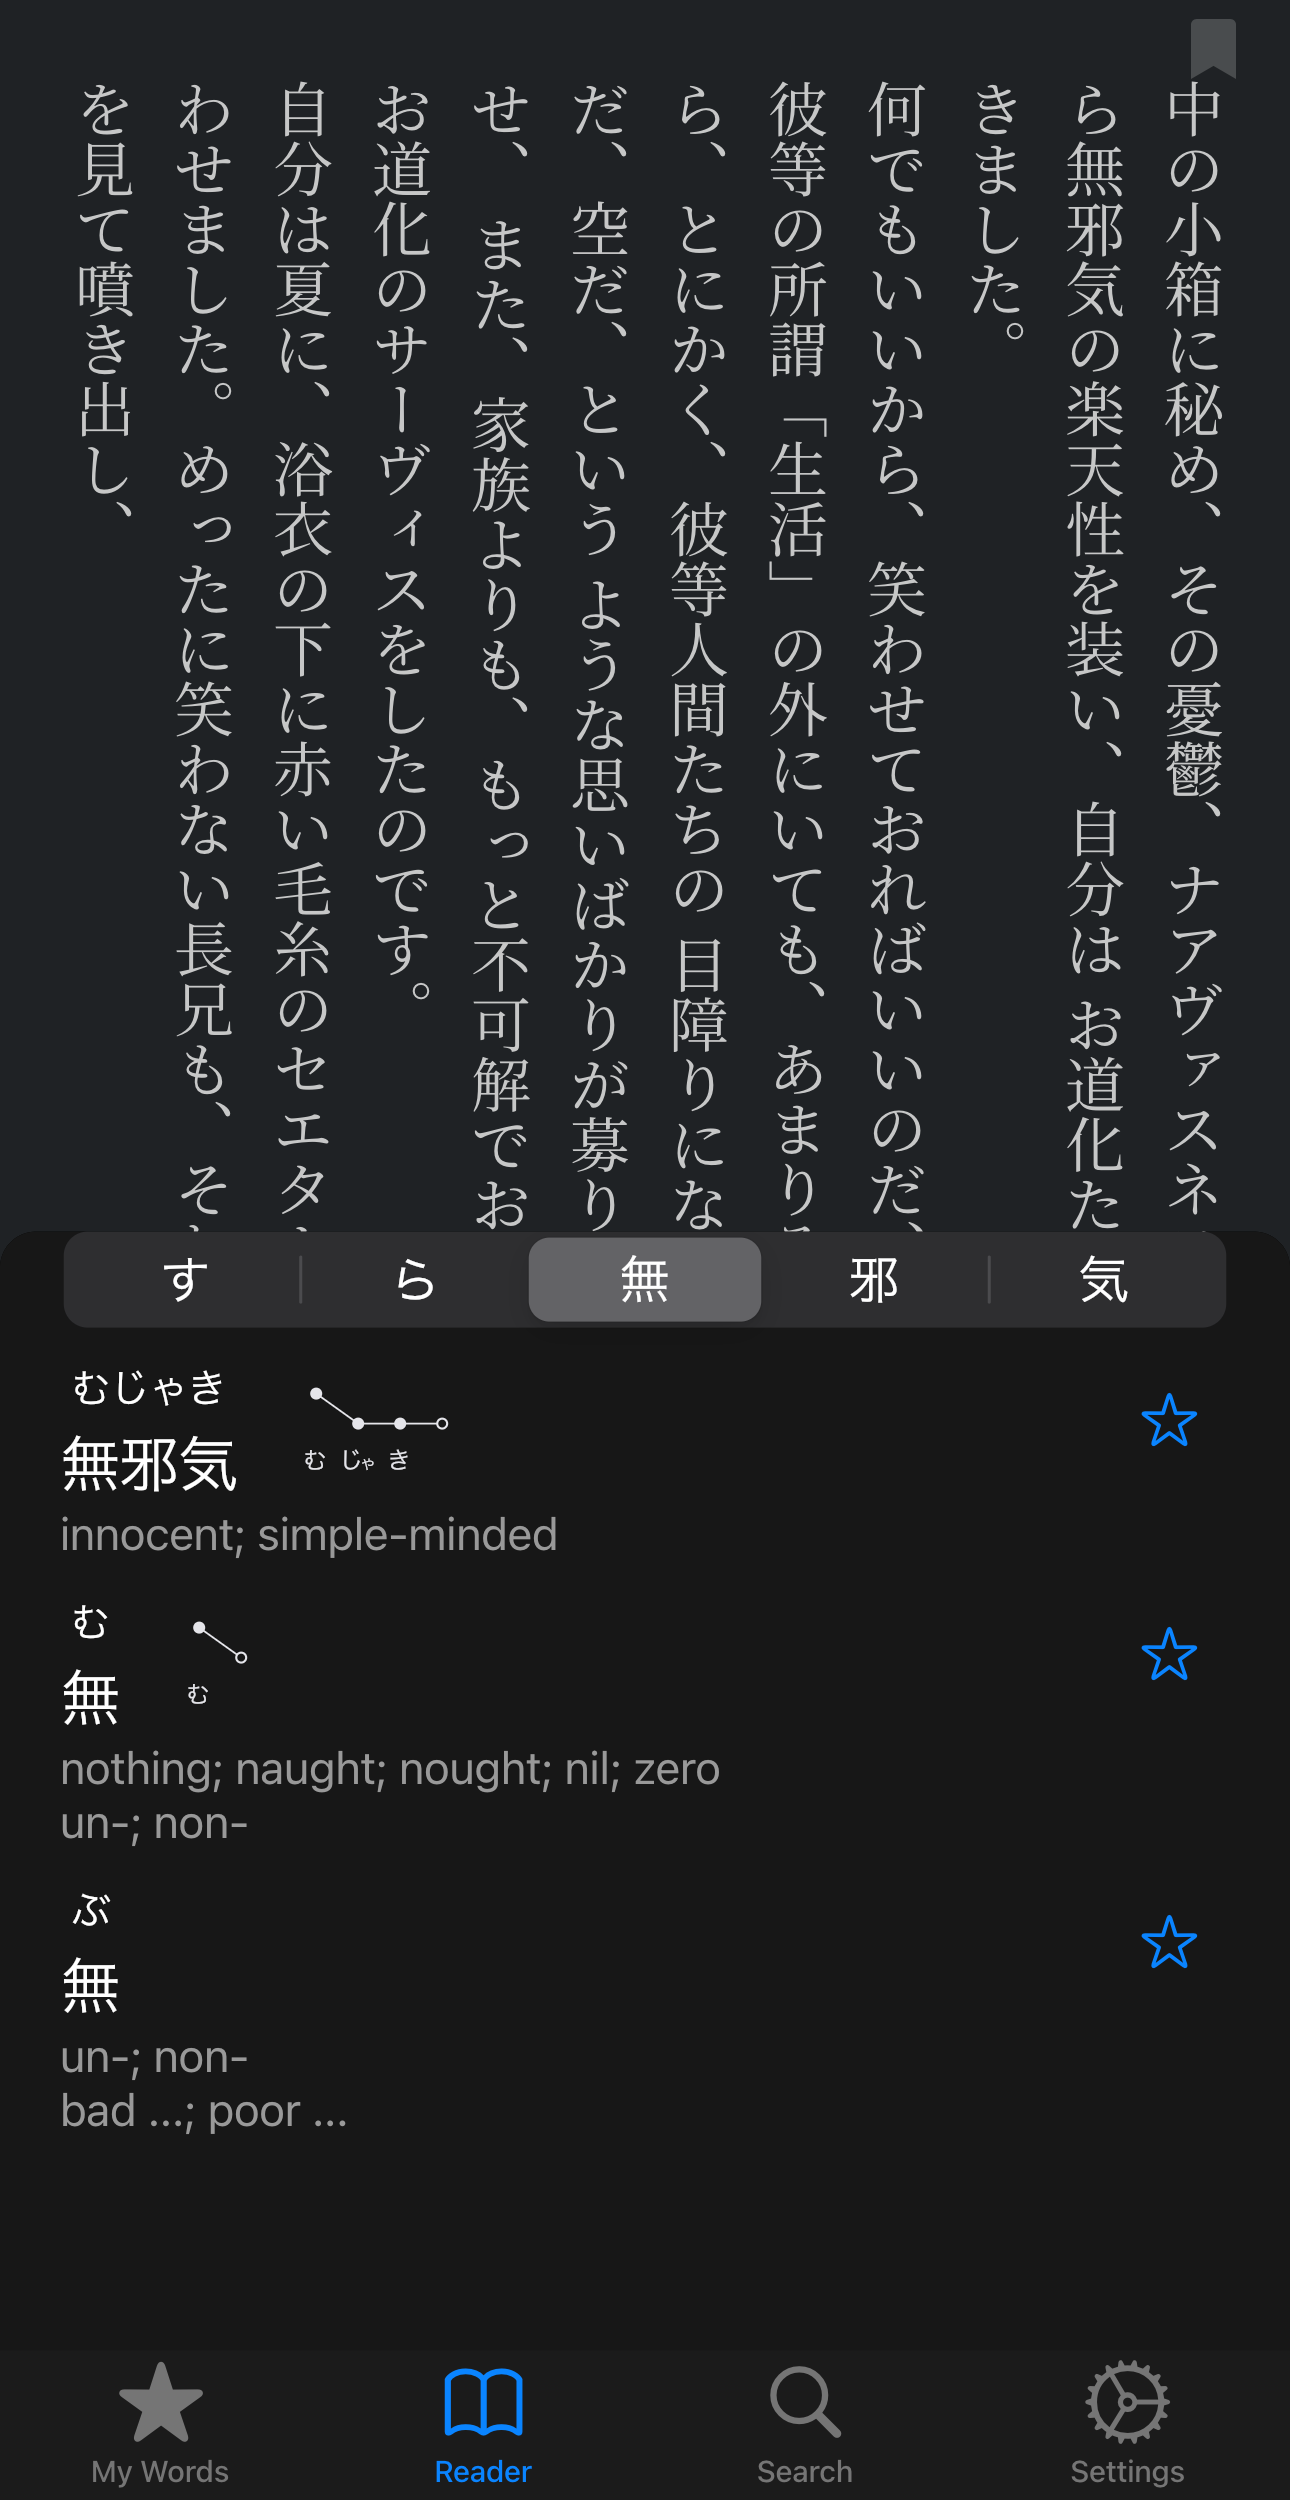 中の小箱に秘め、その憂鬱、ナアヴァスネ
ら無邪気の楽天性を装い、自分はお道化た
きました。
何でもいいから、笑わせておればいいのだ、
彼等の所謂「生活」の外にいても、あまり
ら、とにかく、彼等人間たちの目障りにな
だ、空だ、というような思いばかりが募り
せ、また、家族よりも、もっと不可解でお
お道化のサーヴィスをしたのです。
自分は夏に、浴衣の下に赤い毛糸のセエタ
わせました。めったに笑わない長兄も、そ
を見て噴き出し、
す ら 無 邪 気
むじゃき
無邪気
む じゃ き
innocent; simple-minded
む
無
む
nothing; naught; nought; nil; zero
un-; non-
ぶ
無
un-; non-
bad ...; poor ...
My Words Reader Search Settings